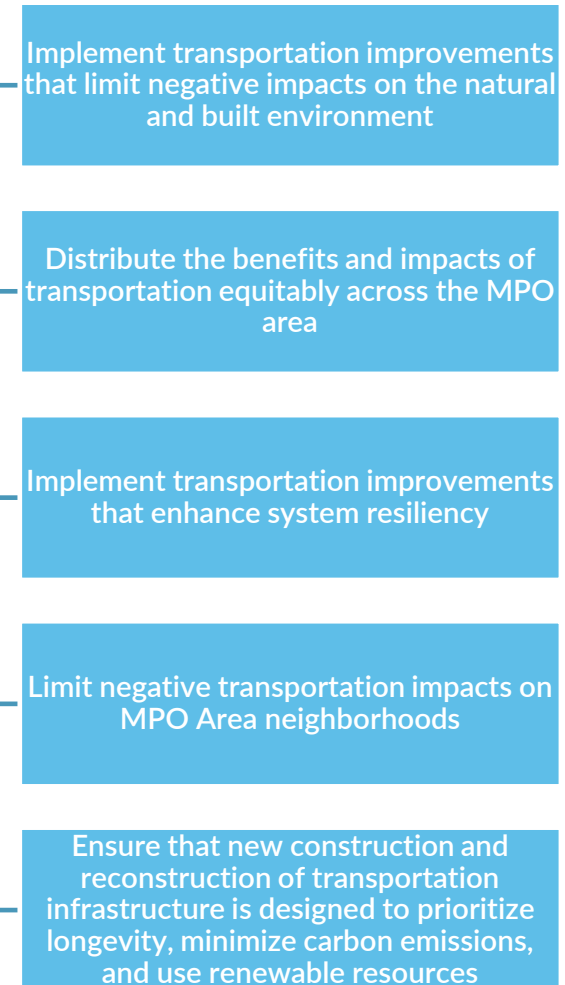 Implement transportation improvements
that limit negative impacts on the natural
and built environment
Distribute the benefits and impacts of
transportation equitably across the MPO
area
Implement transportation improvements
that enhance system resiliency
Limit negative transportation impacts on
MPO Area neighborhoods
Ensure that new construction and
reconstruction of transportation
infrastructure is designed to prioritize
longevity, minimize carbon emissions,
and use renewable resources